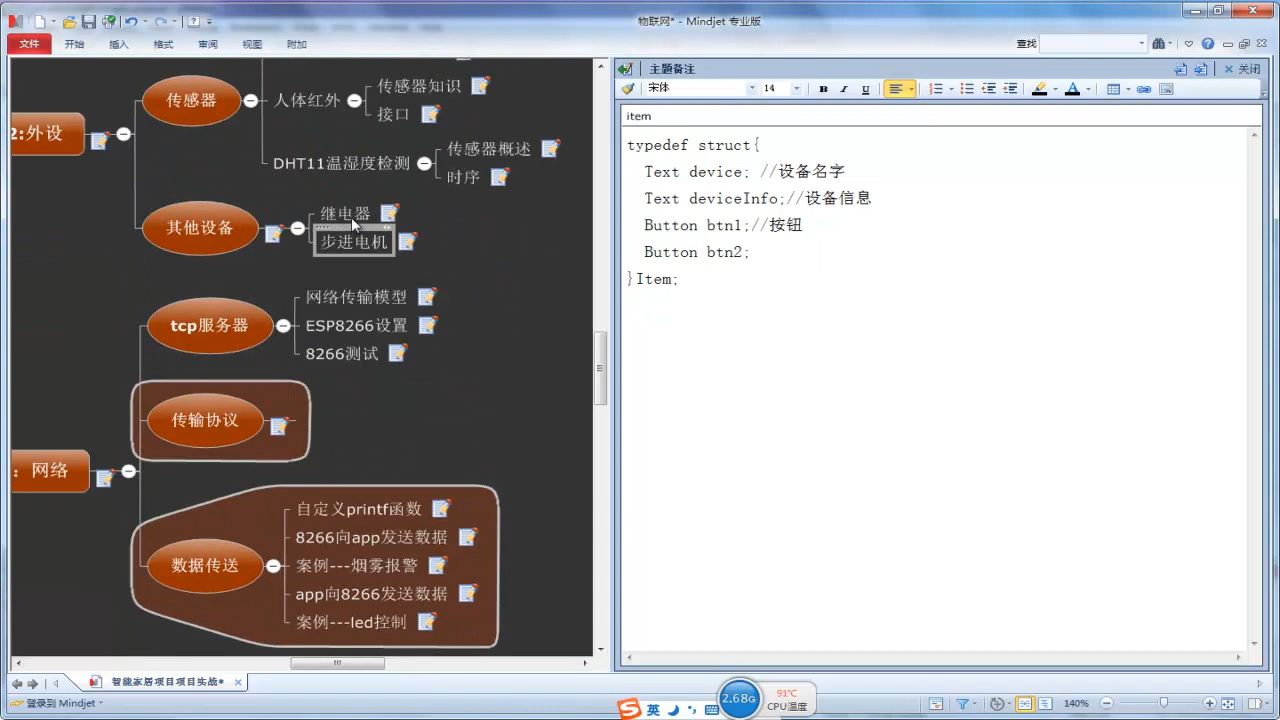 物联网* - Mindjet 专业版
文件 开始 插入 格式 审阅 视图 附加 查找
2:外设
传感器
人体红外
传感器知识
接口
DHT11温湿度检测
传感器概述
时序
其他设备
继电器
步进电机
: 网络
tcp服务器
网络传输模型
ESP8266设置
8266测试
传输协议
数据传送
自定义printf函数
8266向app发送数据
案例---烟雾报警
app向8266发送数据
案例---led控制
主题备注 关闭
宋体 14 B I U
item
typedef struct{
Text device; //设备名字
Text deviceInfo;//设备信息
Button btn1;//按钮
Button btn2;
}Item;
智能家居项目项目实战*
登录到 Mindjet
英
2.68G
91℃
CPU温度
140%